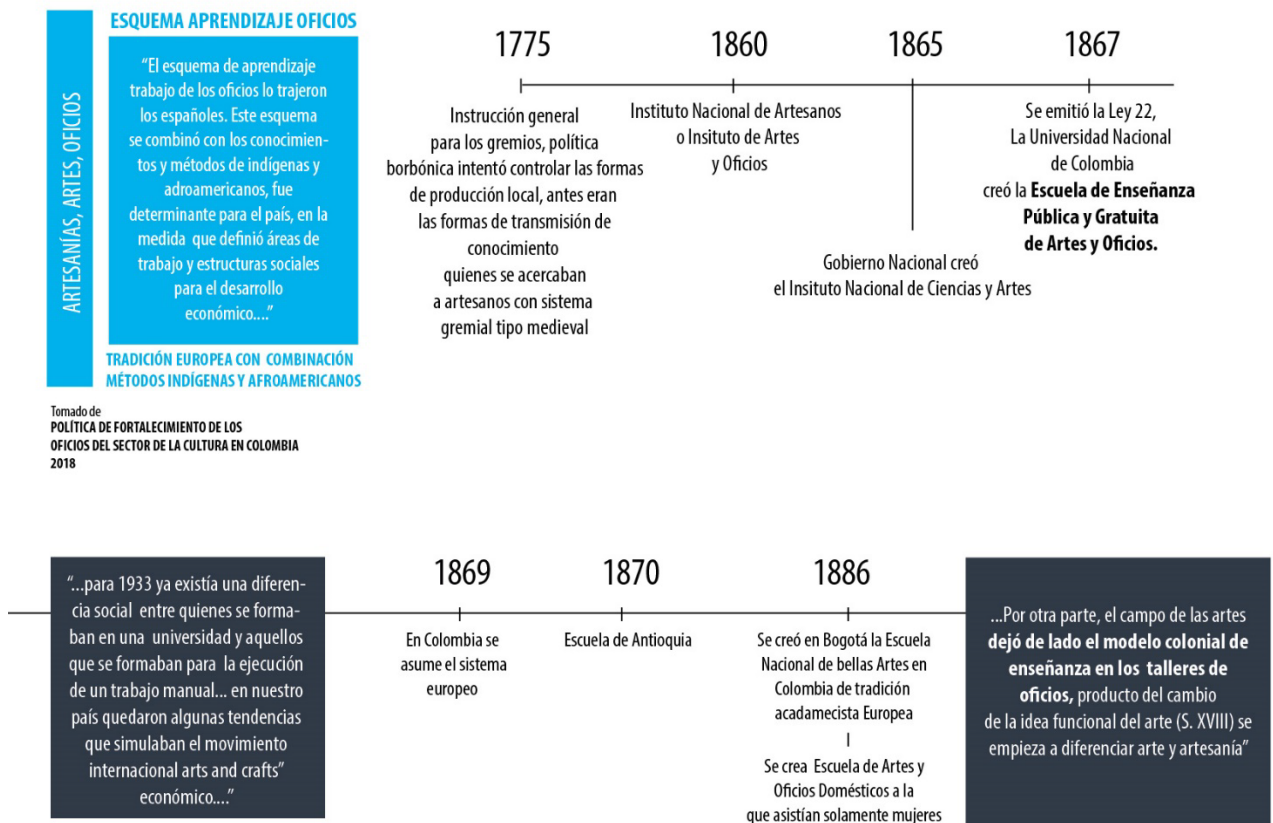 ARTESANÍAS, ARTES, OFICIOS
ESQUEMA APRENDIZAJE OFICIOS
“El esquema de aprendizaje
trabajo de los oficios lo trajeron
los españoles. Este esquema
se combinó con los conocimien-
tos y métodos de indígenas y
adroamericanos, fue
determinante para el país, en la
medida que definió áreas de
trabajo y estructuras sociales
para el desarrollo
económico....”
TRADICIÓN EUROPEA CON COMBINACIÓN
MÉTODOS INDÍGENAS Y AFROAMERICANOS
Tomado de
POLÍTICA DE FORTALECIMIENTO DE LOS
OFICIOS DEL SECTOR DE LA CULTURA EN COLOMBIA
2018
1775
Instrucción general
para los gremios, política
borbónica intentó controlar las formas
de producción local, antes eran
las formas de transmisión de
conocimiento
quienes se acercaban
a artesanos con sistema
gremial tipo medieval
1860
Instituto Nacional de Artesanos
o Insituto de Artes
y Oficios
1865
Gobierno Nacional creó
el Insituto Nacional de Ciencias y Artes
1867
Se emitió la Ley 22,
La Universidad Nacional
de Colombia
creó la Escuela de Enseñanza
Pública y Gratuita
de Artes y Oficios.
“...para 1933 ya existía una diferen-
cia social entre quienes se forma-
ban en una universidad y aquellos
que se formaban para la ejecución
de un trabajo manual... en nuestro
país quedaron algunas tendencias
que simulaban el movimiento
internacional arts and crafts”
económico....”
1869
En Colombia se
asume el sistema
europeo
1870
Escuela de Antioquia
1886
Se creó en Bogotá la Escuela
Nacional de bellas Artes en
Colombia de tradición
acadamecista Europea
Se crea Escuela de Artes y
Oficios Domésticos a la
que asistían solamente mujeres
...Por otra parte, el campo de las artes
dejó de lado el modelo colonial de
enseñanza en los talleres de
oficios, producto del cambio
de la idea funcional del arte (S. XVIII) se
empieza a diferenciar arte y artesanía”